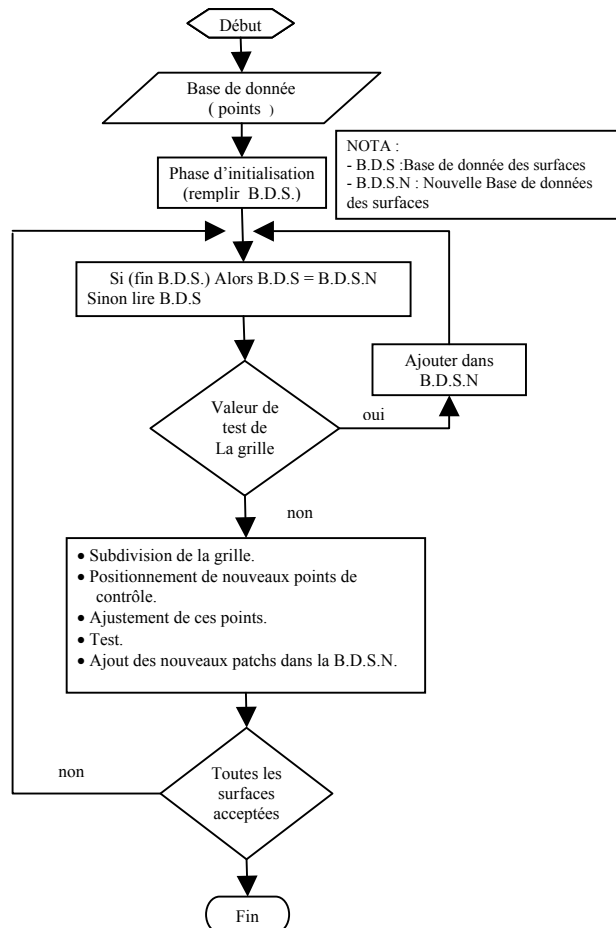 Début
Base de donnée
( points )
Phase d'initialisation
(remplir B.D.S.)
NOTA :
- B.D.S :Base de donnée des surfaces
- B.D.S.N : Nouvelle Base de données
des surfaces
Si (fin B.D.S.) Alors B.D.S = B.D.S.N
Sinon lire B.D.S
Ajouter dans
B.D.S.N
Valeur de
test de
La grille
oui
non
• Subdivision de la grille.
• Positionnement de nouveaux points de
contrôle.
• Ajustement de ces points.
• Test.
• Ajout des nouveaux patchs dans la B.D.S.N.
non
Toutes les
surfaces
acceptées
Fin